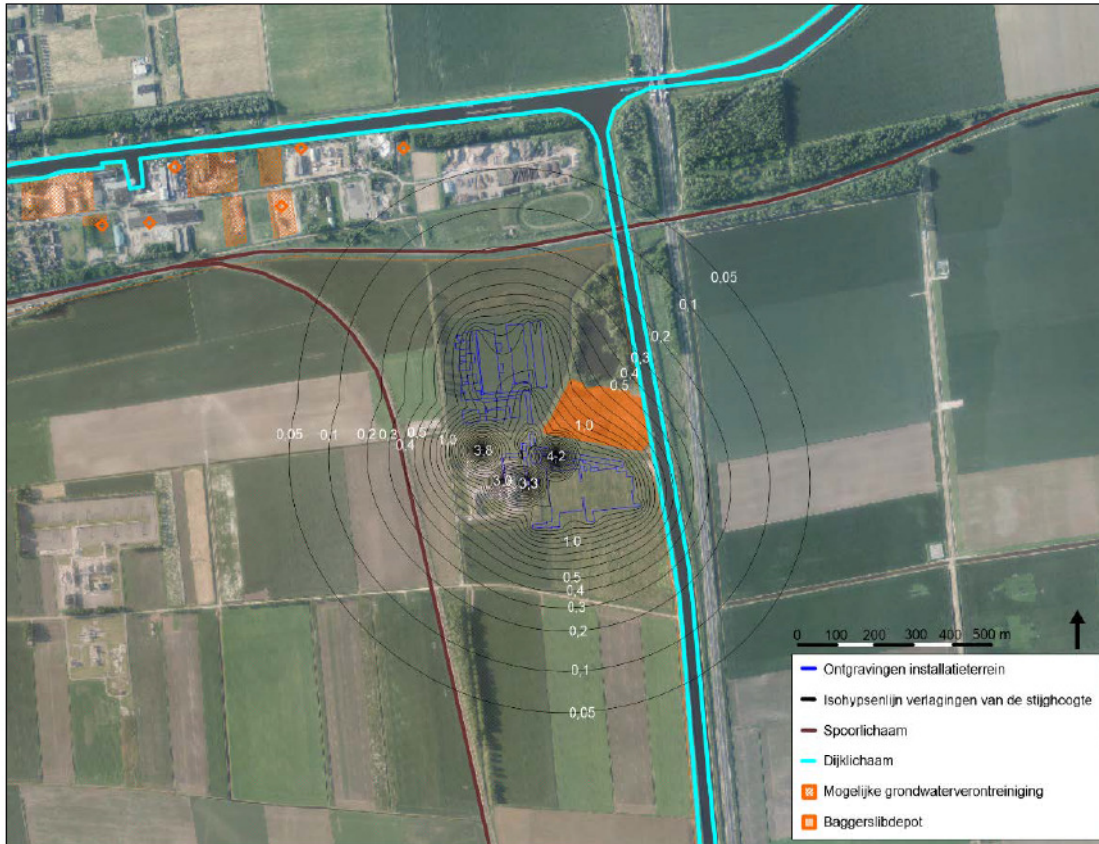 0,05
0,1
0,2
0,3
0,4
0,5
1,0
0,05 0,1 0,2 0,3 0,4 0,5 1,0
3,8
4,2
3,3
1,0
0,5
0,4
0,3
0,2
0,1
0,05
0 100 200 300 400 500 m
Ontgravingen installatieterrein
Isohypsenlijn verlagingen van de stijghoogte
Spoorlichaam
Dijklichaam
Mogelijke grondwaterverontreiniging
Baggerslibdepot